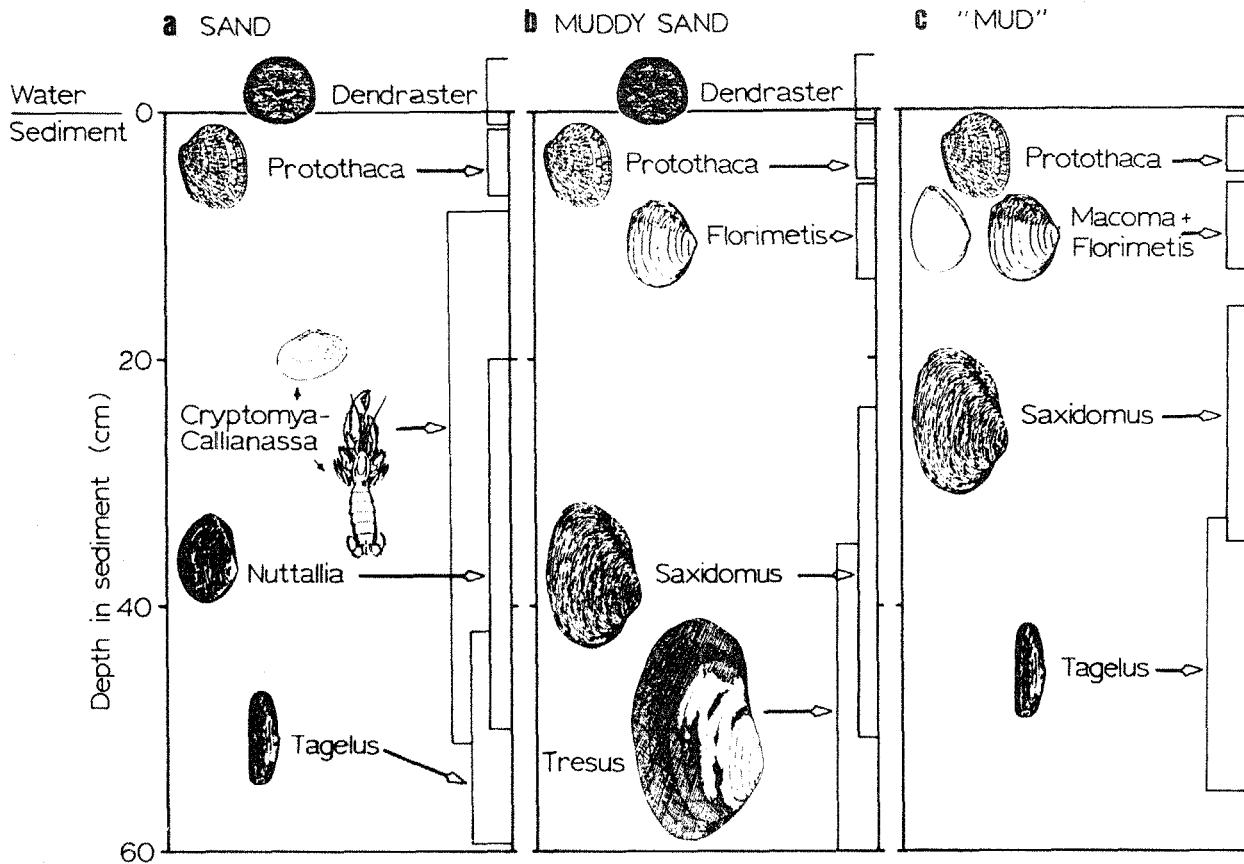 a SAND
Water
Sediment
Dendraster
Protothaca
Cryptomya-
Callianassa
Nuttallia
Tagelus
0
20
40
60
Depth in sediment (cm)
b MUDDY SAND
Dendraster
Protothaca
Florimetis
Saxidomus
Tresus
c "MUD"
Protothaca
Macoma +
Florimetis
Saxidomus
Tagelus